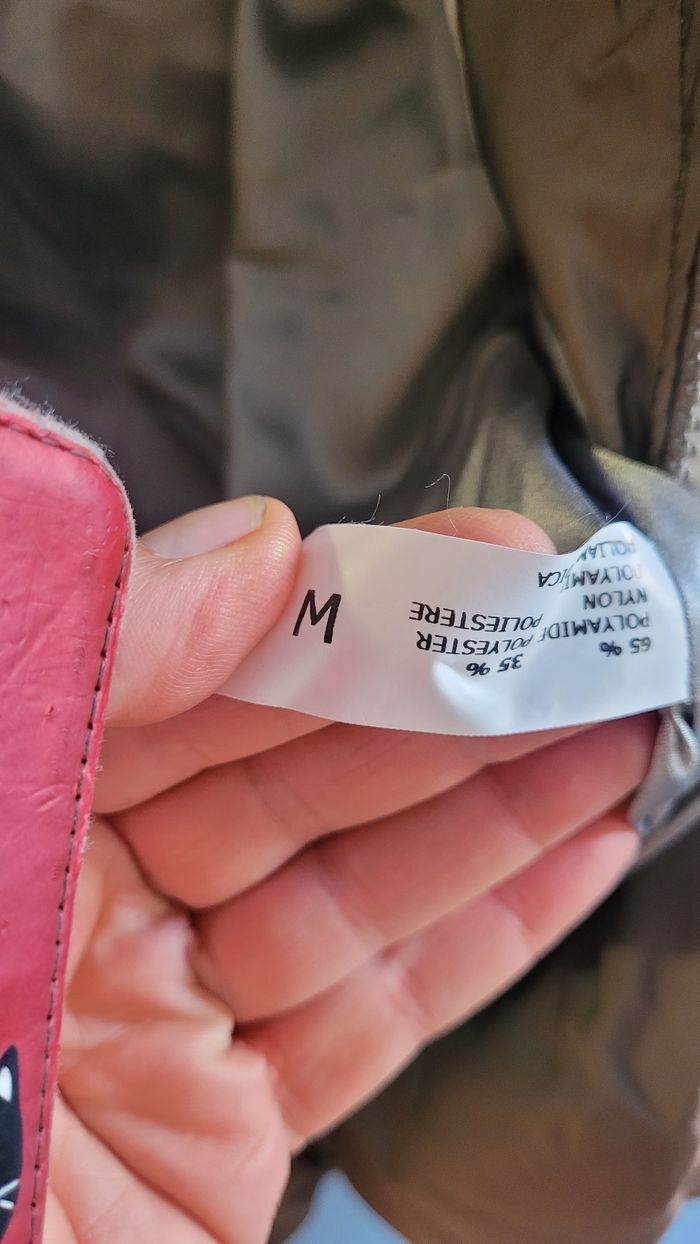 65 %
POLYAMIDE
NYLON
35 %
POLYESTER
POLIESTERE
M